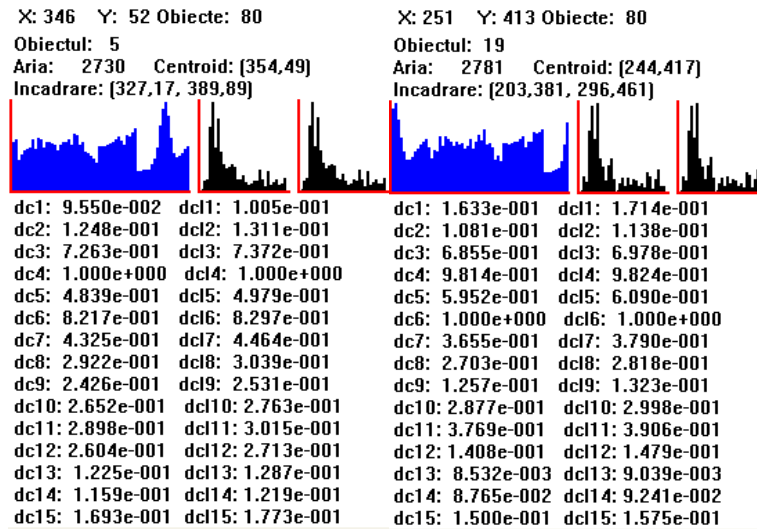 X: 346 Y: 52 Obiecte: 80
Obiectul: 5
Aria: 2730 Centroid: (354,49)
Incadrare: (327,17, 389,89)
dc1: 9.550e-002 dcl1: 1.005e-001
dc2: 1.248e-001 dcl2: 1.311e-001
dc3: 7.263e-001 dcl3: 7.372e-001
dc4: 1.000e+000 dcl4: 1.000e+000
dc5: 4.839e-001 dcl5: 4.979e-001
dc6: 8.217e-001 dcl6: 8.297e-001
dc7: 4.325e-001 dcl7: 4.464e-001
dc8: 2.922e-001 dcl8: 3.039e-001
dc9: 2.426e-001 dcl9: 2.531e-001
dc10: 2.652e-001 dcl10: 2.763e-001
dc11: 2.898e-001 dcl11: 3.015e-001
dc12: 2.604e-001 dcl12: 2.713e-001
dc13: 1.225e-001 dcl13: 1.287e-001
dc14: 1.159e-001 dcl14: 1.219e-001
dc15: 1.693e-001 dcl15: 1.773e-001
X: 251 Y: 413 Obiecte: 80
Obiectul: 19
Aria: 2781 Centroid: (244,417)
Incadrare: (203,381, 296,461)
dc1: 1.633e-001 dcl1: 1.714e-001
dc2: 1.081e-001 dcl2: 1.138e-001
dc3: 6.855e-001 dcl3: 6.978e-001
dc4: 9.814e-001 dcl4: 9.824e-001
dc5: 5.952e-001 dcl5: 6.090e-001
dc6: 1.000e+000 dcl6: 1.000e+000
dc7: 3.655e-001 dcl7: 3.790e-001
dc8: 2.703e-001 dcl8: 2.818e-001
dc9: 1.257e-001 dcl9: 1.323e-001
dc10: 2.877e-001 dcl10: 2.998e-001
dc11: 3.769e-001 dcl11: 3.906e-001
dc12: 1.408e-001 dcl12: 1.479e-001
dc13: 8.532e-003 dcl13: 9.039e-003
dc14: 8.765e-002 dcl14: 9.241e-002
dc15: 1.500e-001 dcl15: 1.575e-001